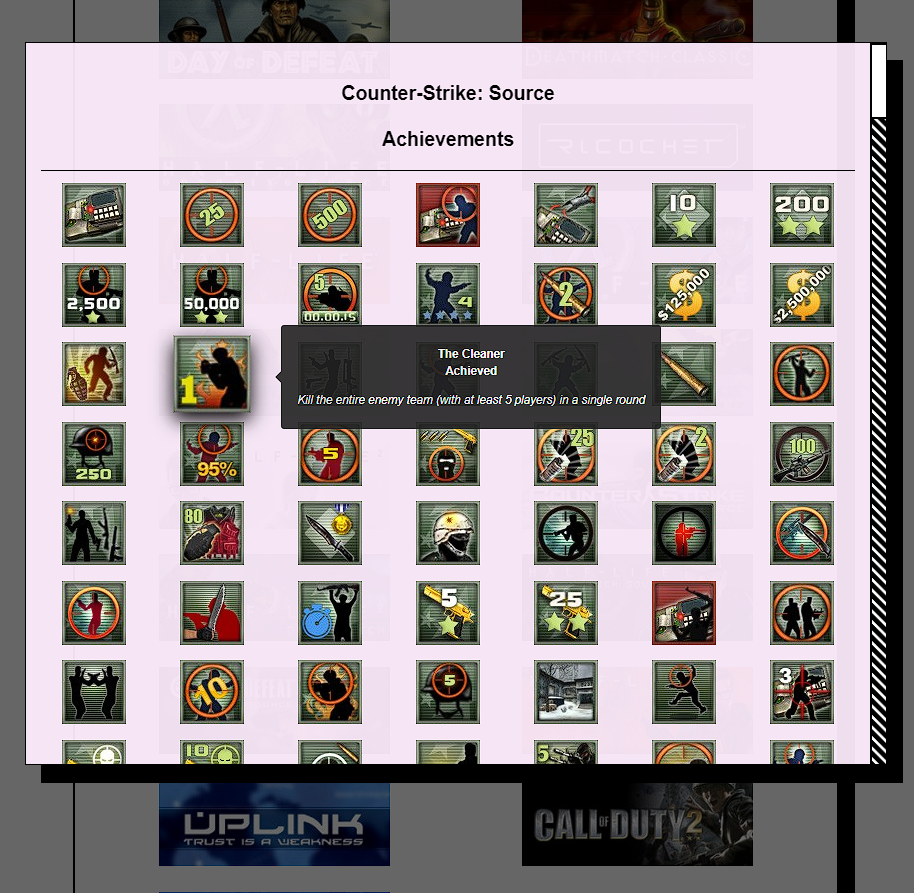 DAY OF DEFEAT
DEATHMATCH CLASSIC
Counter-Strike: Source
Achievements
RICOCHET
25
500
10
200
2,500
50,000
5
00:00:15
4
2
$125,000
$2,500,000
1
The Cleaner
Achieved
Kill the entire enemy team (with at least 5 players) in a single round
250
95%
5
25
2
100
80
5
25
10
5
3
10
5
UPLINK
TRUST IS A WEAKNESS
CALL OF DUTY 2